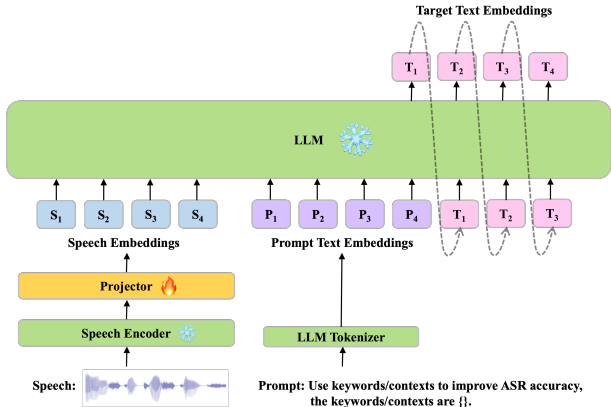 Target Text Embeddings
T1 T2 T3 T4
LLM
S1 S2 S3 S4 P1 P2 P3 P4 T1 T2 T3
Speech Embeddings Prompt Text Embeddings
Projector
Speech Encoder LLM Tokenizer
Speech: Prompt: Use keywords/contexts to improve ASR accuracy,
the keywords/contexts are {}.